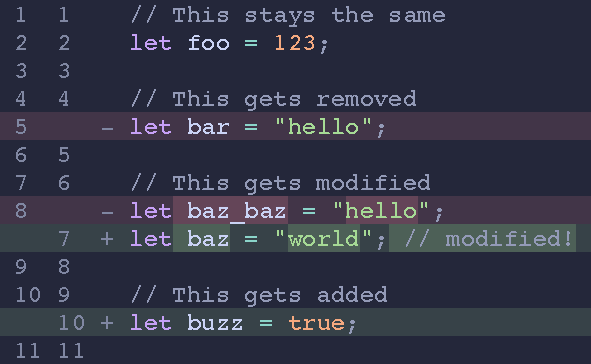 1 1 // This stays the same
2 2 let foo = 123;
3 3
4 4 // This gets removed
5 - let bar = "hello";
6 5
7 6 // This gets modified
8 - let baz_baz = "hello";
7 + let baz = "world"; // modified!
9 8
10 9 // This gets added
10 + let buzz = true;
11 11